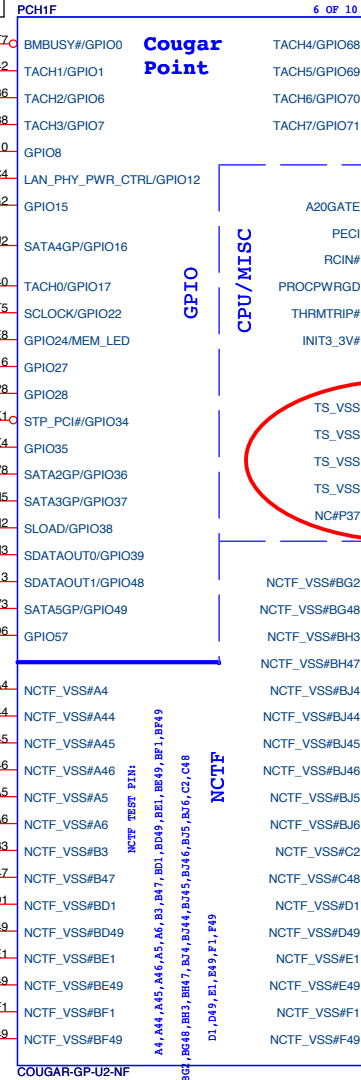 PCH1F
6 OF 10
Cougar
Point
BMBUSY#/GPIO0
TACH1/GPIO1
TACH2/GPIO6
TACH3/GPIO7
GPIO8
LAN_PHY_PWR_CTRL/GPIO12
GPIO15
SATA4GP/GPIO16
TACH0/GPIO17
SCLOCK/GPIO22
GPIO24/MEM_LED
GPIO27
GPIO28
STP_PCI#/GPIO34
GPIO35
SATA2GP/GPIO36
SATA3GP/GPIO37
SLOAD/GPIO38
SDATAOUT0/GPIO39
SDATAOUT1/GPIO48
SATA5GP/GPIO49
GPIO57
NCTF_VSS#A4
NCTF_VSS#A44
NCTF_VSS#A45
NCTF_VSS#A46
NCTF_VSS#A5
NCTF_VSS#A6
NCTF_VSS#B3
NCTF_VSS#B47
NCTF_VSS#BD1
NCTF_VSS#BD49
NCTF_VSS#BE1
NCTF_VSS#BE49
NCTF_VSS#BF1
NCTF_VSS#BF49
GPIO
CPU/MISC
NCTF TEST PIN:
A4,A44,A45,A46,A5,A6,B3,B47,BD1,BD49,BE1,BE49,BF1,BF49
BG2,BG48,BH3,BH47,BJ4,BJ44,BJ45,BJ46,BJ5,BJ6,C2,C48
D1,D49,E1,E49,F1,F49
NCTF
TACH4/GPIO68
TACH5/GPIO69
TACH6/GPIO70
TACH7/GPIO71
A20GATE
PECI
RCIN#
PROCPWRGD
THRMTRIP#
INIT3_3V#
TS_VSS
TS_VSS
TS_VSS
TS_VSS
NC#P37
NCTF_VSS#BG2
NCTF_VSS#BG48
NCTF_VSS#BH3
NCTF_VSS#BH47
NCTF_VSS#BJ4
NCTF_VSS#BJ44
NCTF_VSS#BJ45
NCTF_VSS#BJ46
NCTF_VSS#BJ5
NCTF_VSS#BJ6
NCTF_VSS#C2
NCTF_VSS#C48
NCTF_VSS#D1
NCTF_VSS#D49
NCTF_VSS#E1
NCTF_VSS#E49
NCTF_VSS#F1
NCTF_VSS#F49
COUGAR-GP-U2-NF